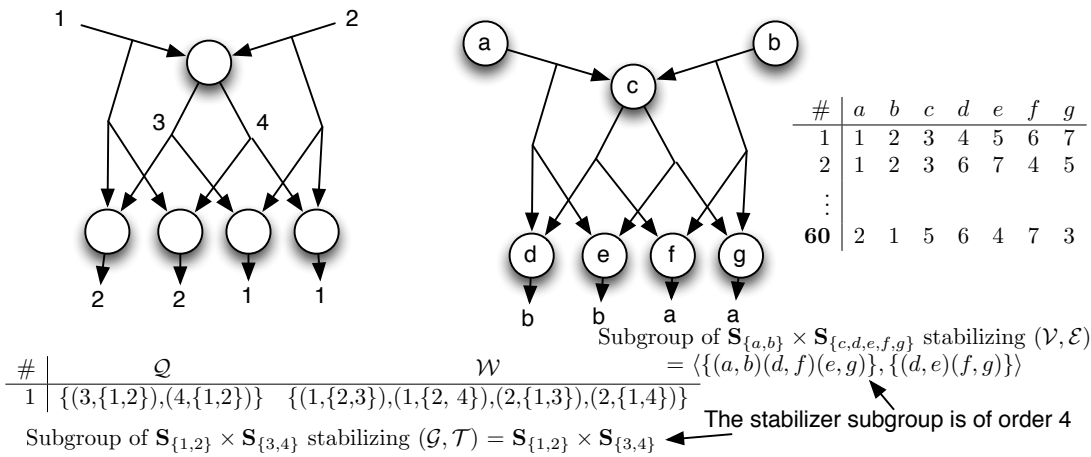 1 2
3 4
2 2 1 1
a b
c
d e f g
b b a a
# a b c d e f g
1 1 2 3 4 5 6 7
2 1 2 3 6 7 4 5
⋮
60 2 1 5 6 4 7 3
Subgroup of S_{a,b} × S_{c,d,e,f,g} stabilizing (𝒱, ℰ)
= ⟨{(a, b)(d, f)(e, g)}, {(d, e)(f, g)}⟩
The stabilizer subgroup is of order 4
# 𝒬 𝒲
1 {(3,{1,2}),(4,{1,2})} {(1,{2,3}),(1,{2, 4}),(2,{1,3}),(2,{1,4})}
Subgroup of S_{1,2} × S_{3,4} stabilizing (𝒢, 𝒯) = S_{1,2} × S_{3,4}